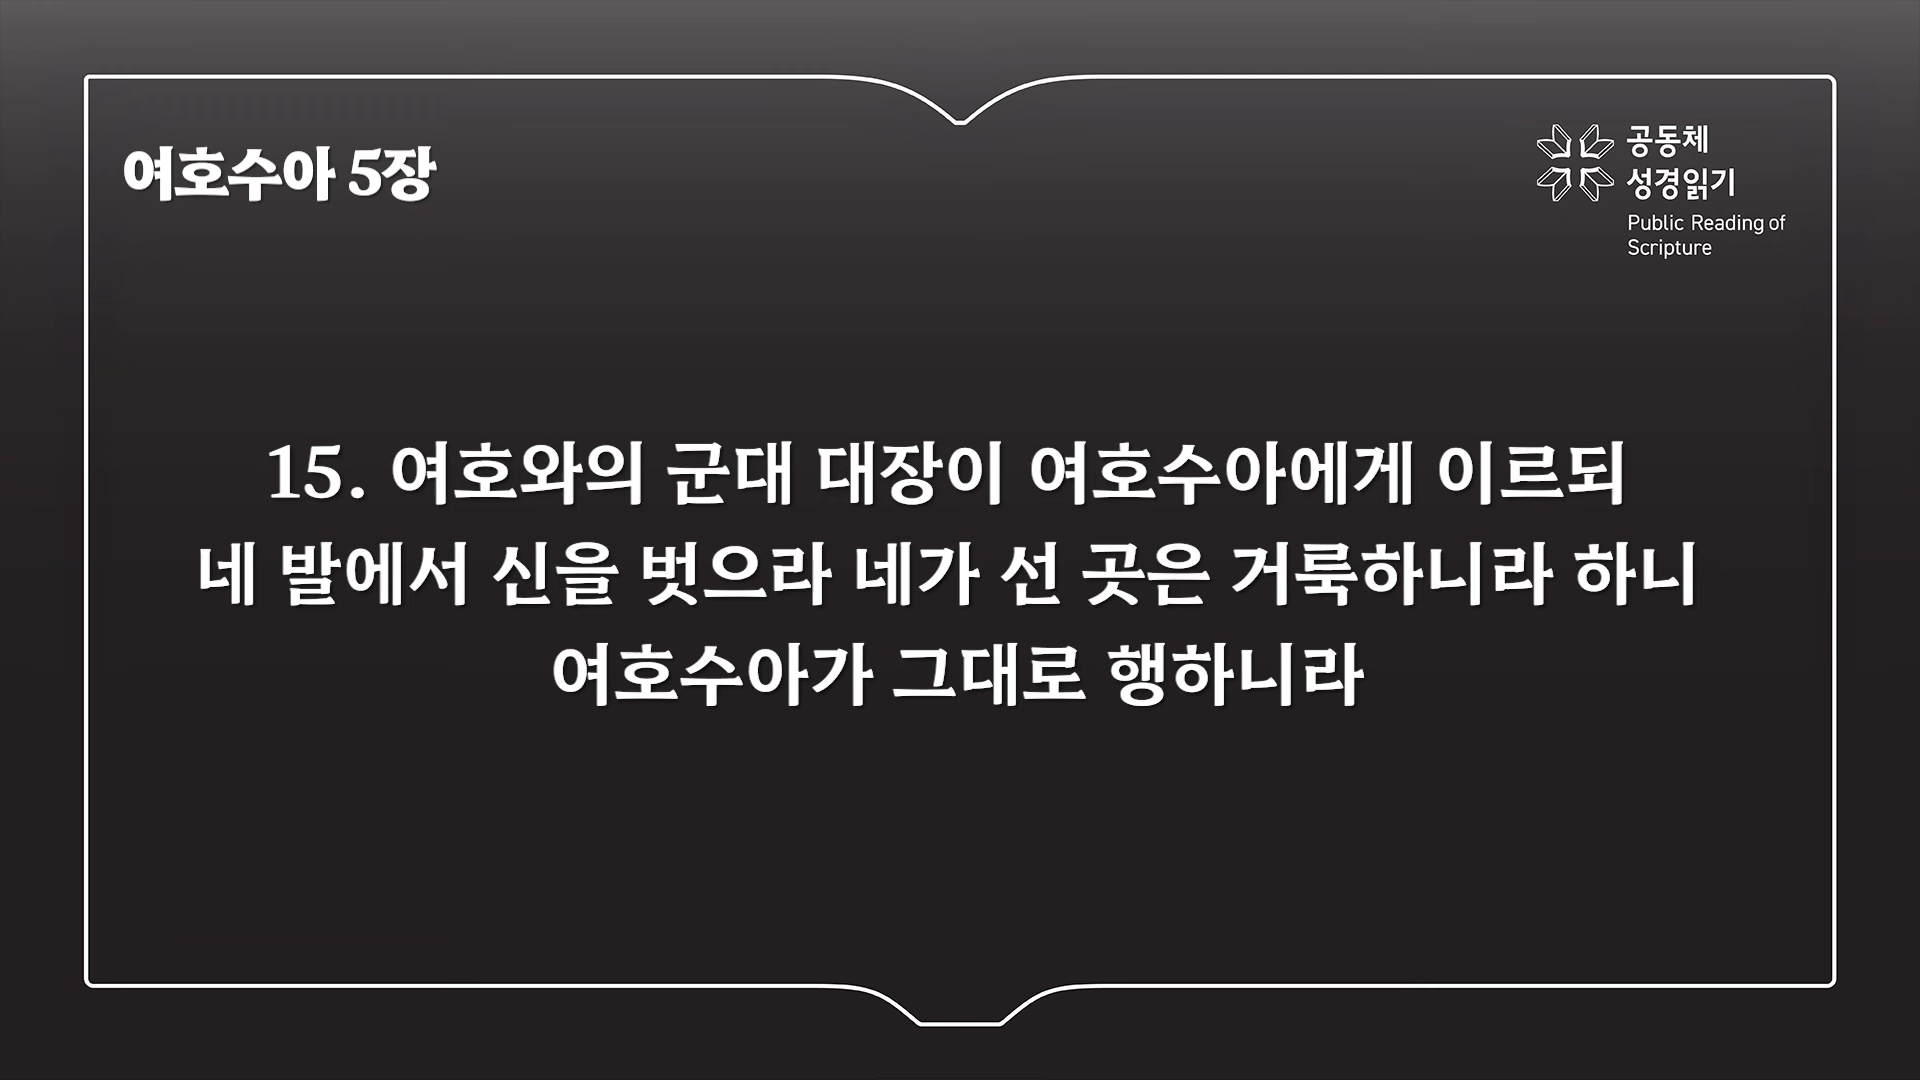 여호수아 5장
공동체
성경읽기
Public Reading of
Scripture
15. 여호와의 군대 대장이 여호수아에게 이르되
네 발에서 신을 벗으라 네가 선 곳은 거룩하니라 하니
여호수아가 그대로 행하니라